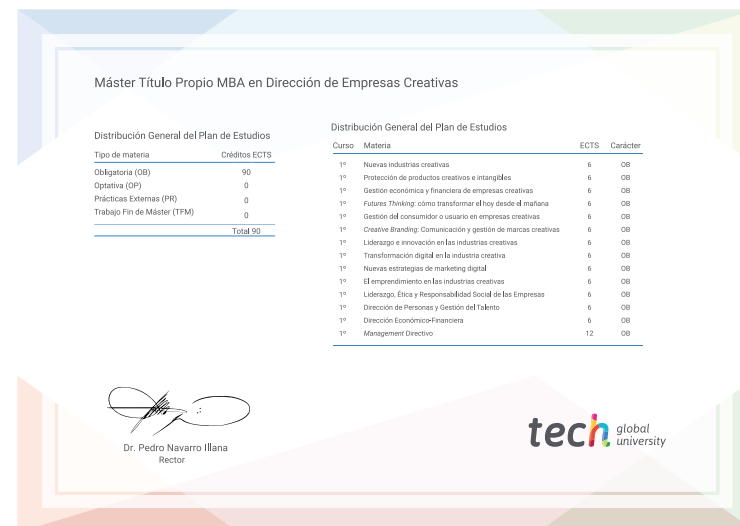 Máster Título Propio MBA en Dirección de Empresas Creativas
Distribución General del Plan de Estudios
Tipo de materia Créditos ECTS
Obligatoria (OB) 90
Optativa (OP) 0
Prácticas Externas (PR) 0
Trabajo Fin de Máster (TFM) 0
Total 90
Distribución General del Plan de Estudios
Curso Materia ECTS Carácter
1º Nuevas industrias creativas 6 OB
1º Protección de productos creativos e intangibles 6 OB
1º Gestión económica y financiera de empresas creativas 6 OB
1º Futures Thinking: cómo transformar el hoy desde el mañana 6 OB
1º Gestión del consumidor o usuario en empresas creativas 6 OB
1º Creative Branding: Comunicación y gestión de marcas creativas 6 OB
1º Liderazgo e innovación en las industrias creativas 6 OB
1º Transformación digital en la industria creativa 6 OB
1º Nuevas estrategias de marketing digital 6 OB
1º El emprendimiento en las industrias creativas 6 OB
1º Liderazgo, Ética y Responsabilidad Social de las Empresas 6 OB
1º Dirección de Personas y Gestión del Talento 6 OB
1º Dirección Económico-Financiera 6 OB
1º Management Directivo 12 OB
Dr. Pedro Navarro Illana
Rector
tech global
university